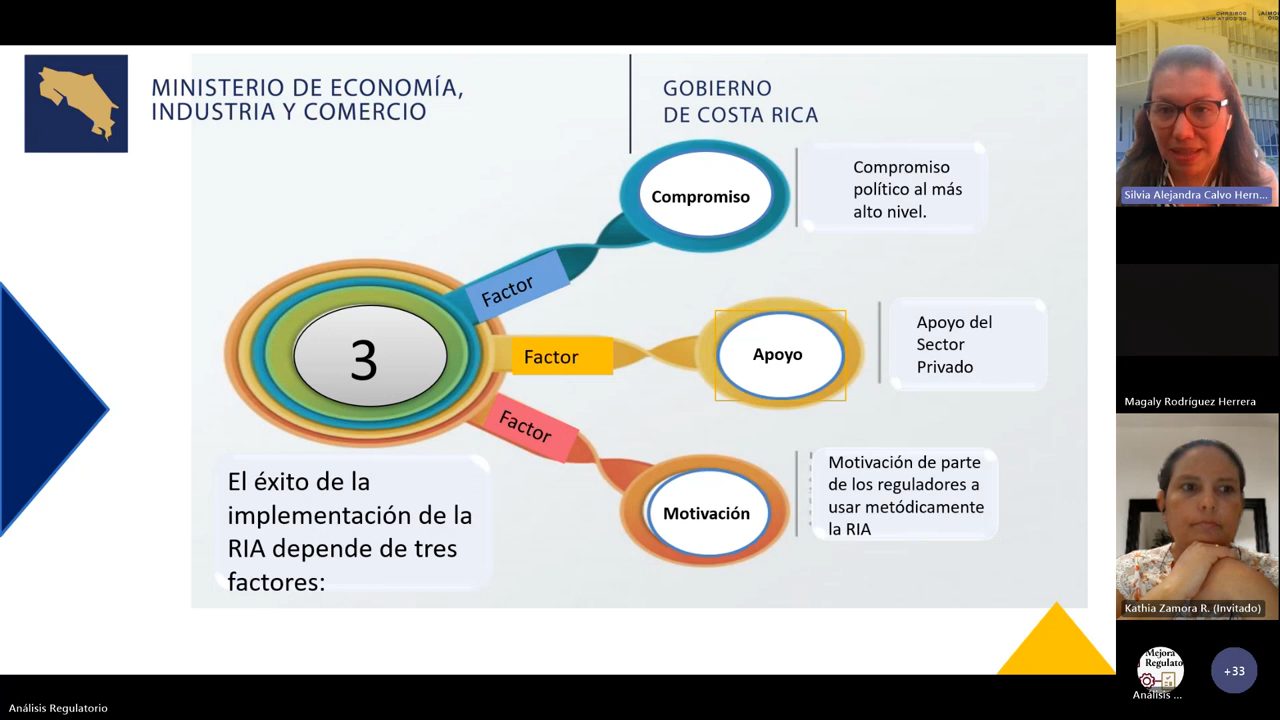 MINISTERIO DE ECONOMÍA,
INDUSTRIA Y COMERCIO
GOBIERNO
DE COSTA RICA
Compromiso
Compromiso
político al más
alto nivel.
Factor
3
Factor
Apoyo
Apoyo del
Sector
Privado
Factor
Motivación
Motivación de parte
de los reguladores a
usar metódicamente
la RIA
El éxito de la
implementación de la
RIA depende de tres
factores:
Análisis Regulatorio
Silvia Alejandra Calvo Hern...
Magaly Rodríguez Herrera
Kathia Zamora R. (Invitado)
Mejora
Regulato
Análisis ...
+33